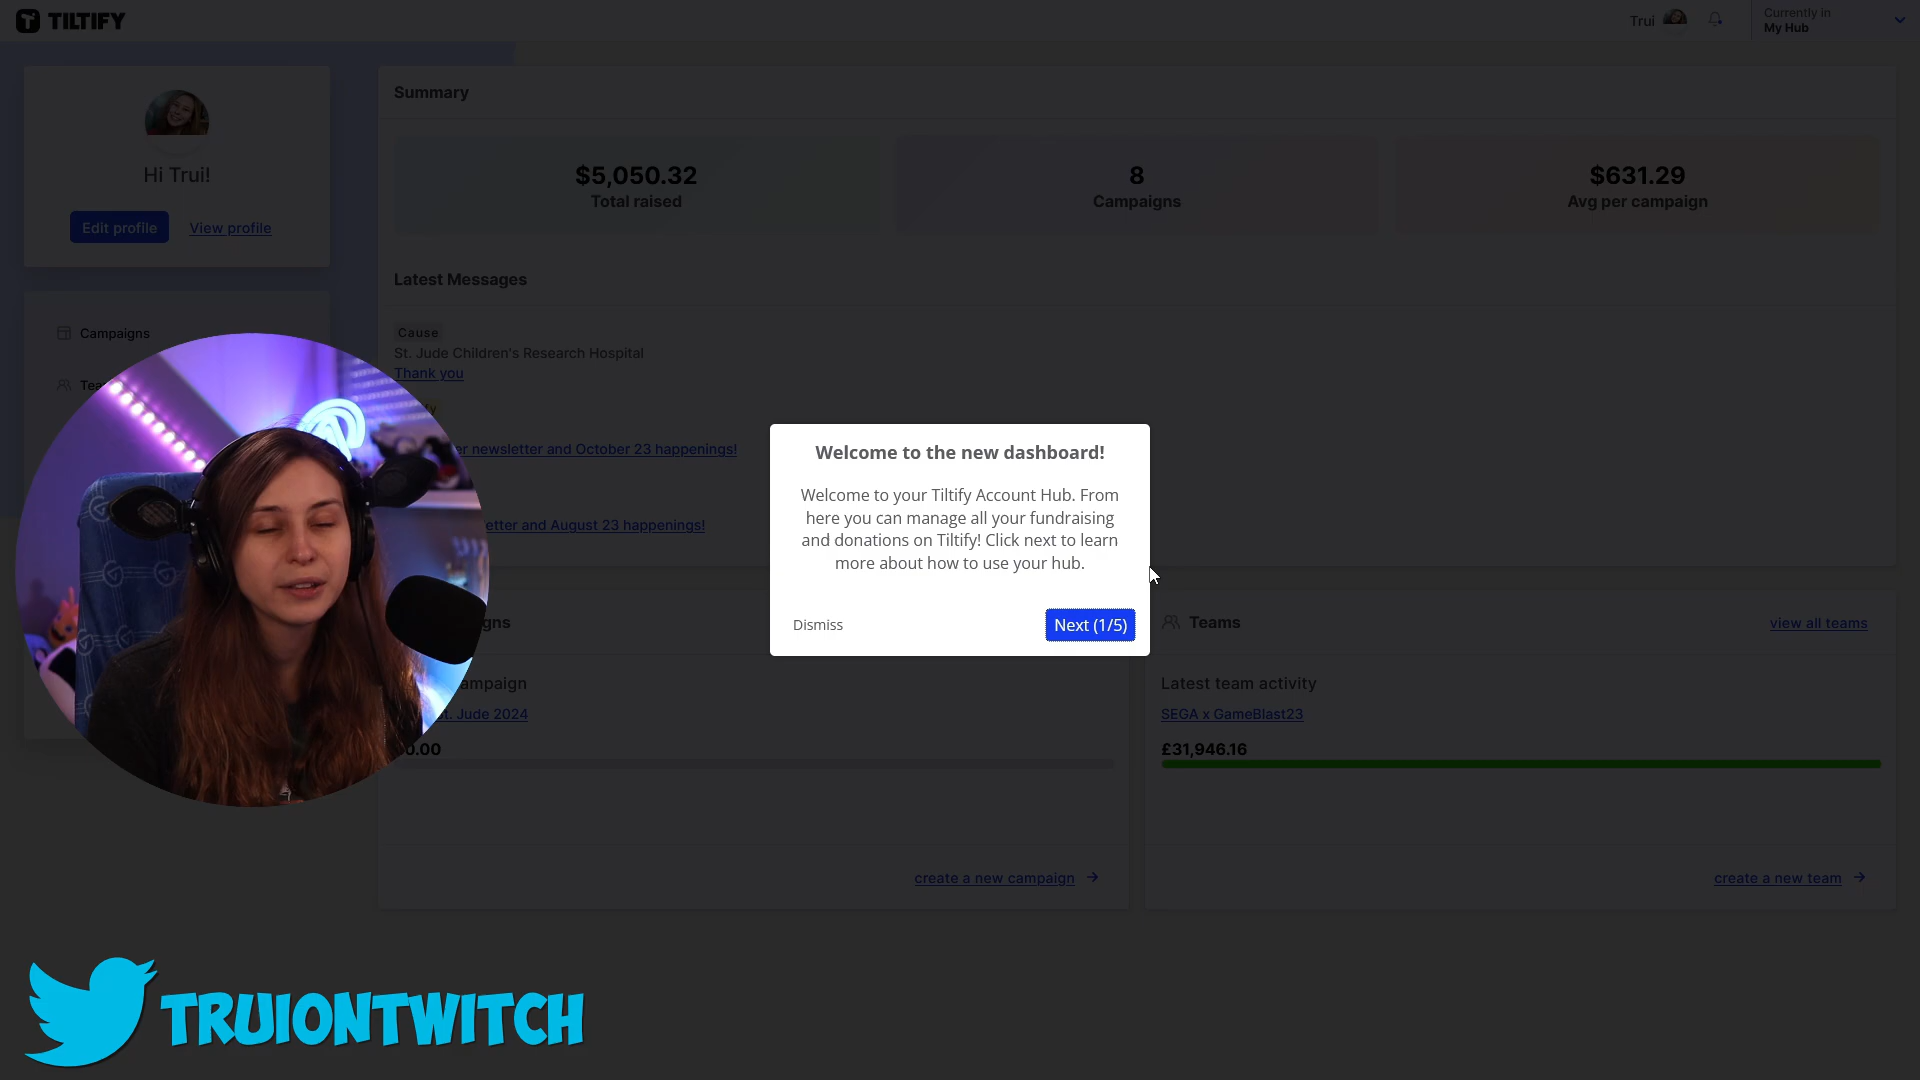 TILTIFY
Trui
Currently in
My Hub
Hi Trui!
Edit profile
View profile
Campaigns
Summary
$5,050.32
Total raised
8
Campaigns
$631.29
Avg per campaign
Latest Messages
Cause
St. Jude Children's Research Hospital
Thank you
newsletter and October 23 happenings!
and August 23 happenings!
Welcome to the new dashboard!
Welcome to your Tiltify Account Hub. From
here you can manage all your fundraising
and donations on Tiltify! Click next to learn
more about how to use your hub.
Dismiss
Next (1/5)
St. Jude 2024
Teams
view all teams
Latest team activity
SEGA x GameBlast23
£31,946.16
create a new campaign
create a new team
TRUIONTWITCH